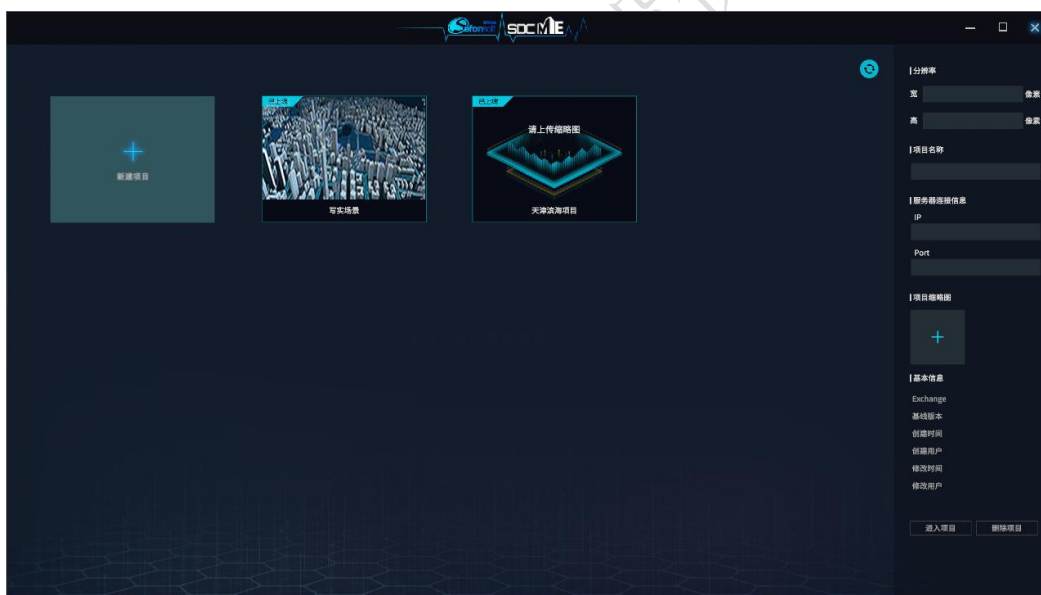 Sefonsoft SDC ME
新建项目
已上演
写实场景
请上传缩略图
天津滨海项目
分辨率
宽 像素
高 像素
项目名称
服务器连接信息
IP
Port
项目缩略图
基本信息
Exchange
基线版本
创建时间
创建用户
修改时间
修改用户
进入项目 删除项目